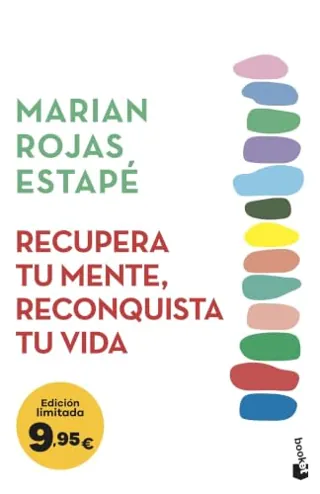 MARIAN
ROJAS
ESTAPÉ
RECUPERA
TU MENTE,
RECONQUISTA
TU VIDA
Edición
limitada
9,95€
booket